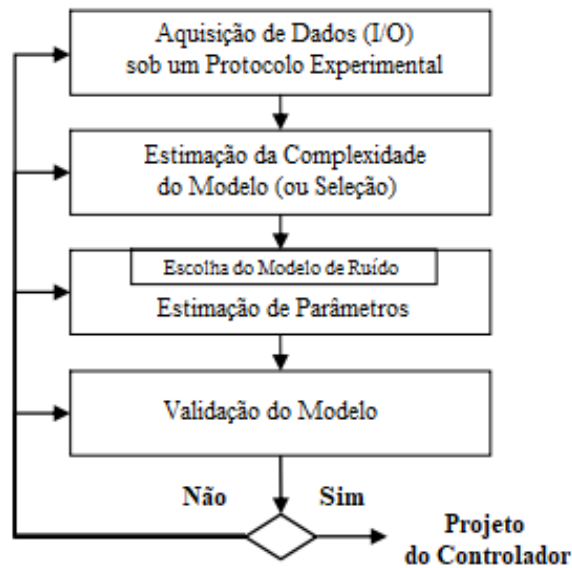 Aquisição de Dados (I/O)
sob um Protocolo Experimental
Estimação da Complexidade
do Modelo (ou Seleção)
Escolha do Modelo de Ruído
Estimação de Parâmetros
Validação do Modelo
Não Sim
Projeto
do Controlador